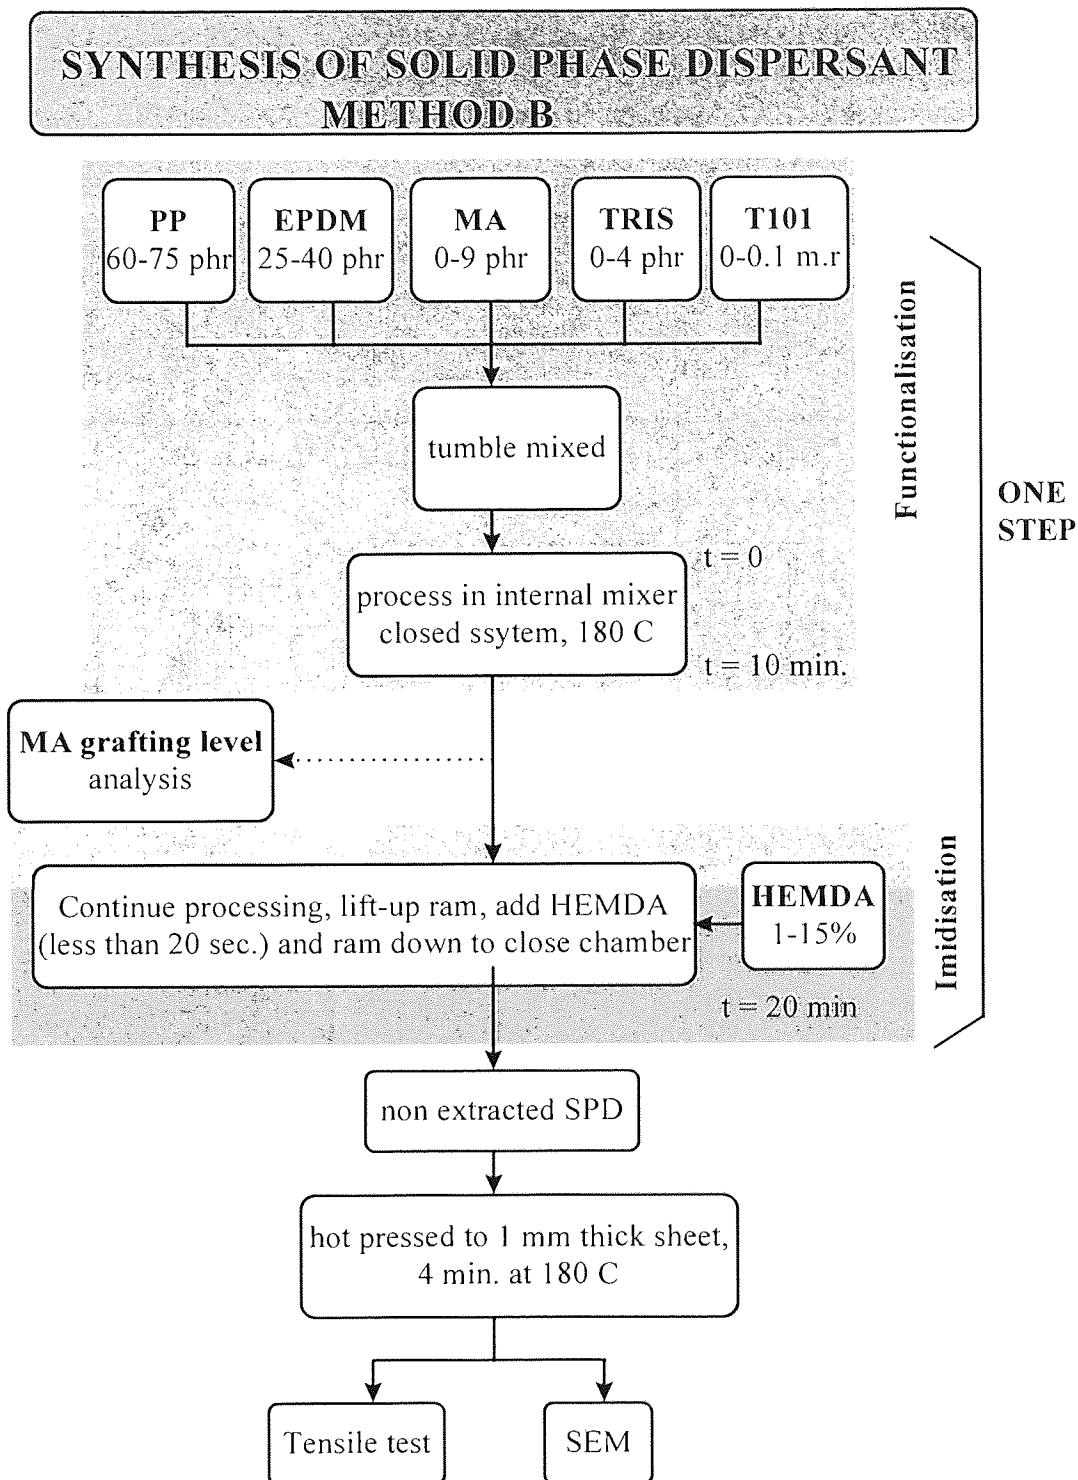 SYNTHESIS OF SOLID PHASE DISPERSANT
METHOD B
PP
60-75 phr
EPDM
25-40 phr
MA
0-9 phr
TRIS
0-4 phr
T101
0-0.1 m.r
Functionalisation
tumble mixed
ONE
STEP
t = 0
process in internal mixer
closed ssytem, 180 C
t = 10 min.
MA grafting level
analysis
Imidisation
Continue processing, lift-up ram, add HEMDA
(less than 20 sec.) and ram down to close chamber
HEMDA
1-15%
t = 20 min
non extracted SPD
hot pressed to 1 mm thick sheet,
4 min. at 180 C
Tensile test
SEM